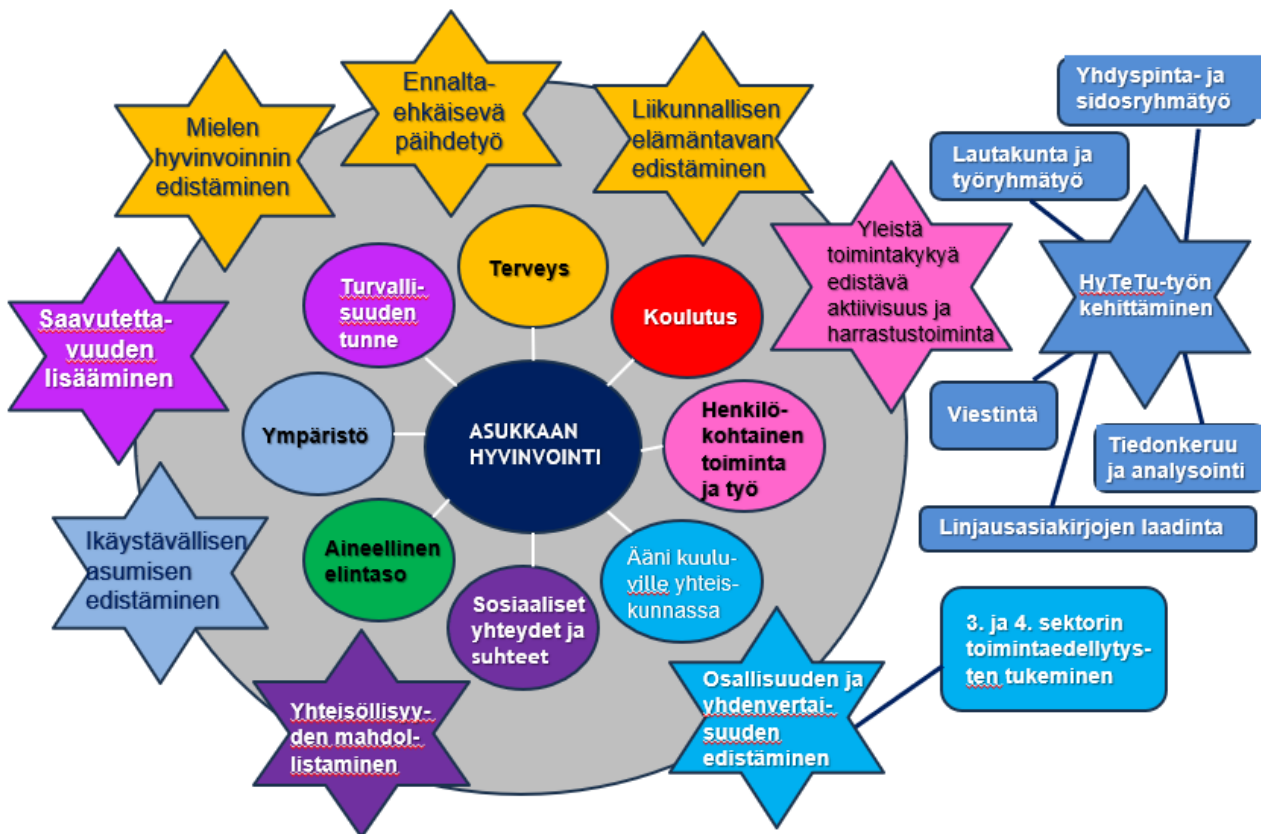 Mielen
hyvinvoinnin
edistäminen
Ennalta-
ehkäisevä
päihdetyö
Liikunnallisen
elämäntavan
edistäminen
Yhdyspinta- ja
sidosryhmätyö
Lautakunta ja
työryhmätyö
Yleistä
toimintakykyä
edistävä
aktiivisuus ja
harrastustoiminta
HyTeTu-työn
kehittäminen
Saavutetta-
vuuden
lisääminen
Turvalli-
suuden
tunne
Terveys
Koulutus
Ympäristö
ASUKKAAN
HYVINVOINTI
Henkilö-
kohtainen
toiminta
ja työ
Viestintä
Tiedonkeruu
ja analysointi
Linjausasiakirjojen laadinta
Ikäystävällisen
asumisen
edistäminen
Aineellinen
elintaso
Sosiaaliset
yhteydet ja
suhteet
Ääni kuulu-
ville yhteis-
kunnassa
3. ja 4. sektorin
toimintaedellytys-
ten tukeminen
Yhteisöllisyy-
den mahdol-
listaminen
Osallisuuden ja
yhdenvertai-
suuden
edistäminen